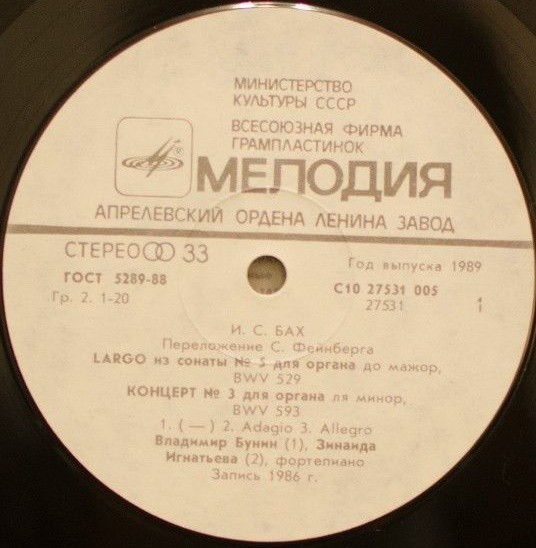 МИНИСТЕРСТВО
КУЛЬТУРЫ СССР
ВСЕСОЮЗНАЯ ФИРМА
ГРАМПЛАСТИНОК
МЕЛОДИЯ
АПРЕЛЕВСКИЙ ОРДЕНА ЛЕНИНА ЗАВОД
СТЕРЕО 33
ГОСТ 5289-88
Гр. 2. 1-20
Год выпуска 1989
С10 27531 005
27531
1
И. С. БАХ
Переложение С. Фейнберга
LARGO из сонаты № 5 для органа до мажор,
BWV 529
КОНЦЕРТ № 3 для органа ля минор,
BWV 593
1. (—) 2. Adagio 3. Allegro
Владимир Бунин (1), Зинаида
Игнатьева (2), фортепиано
Запись 1986 г.